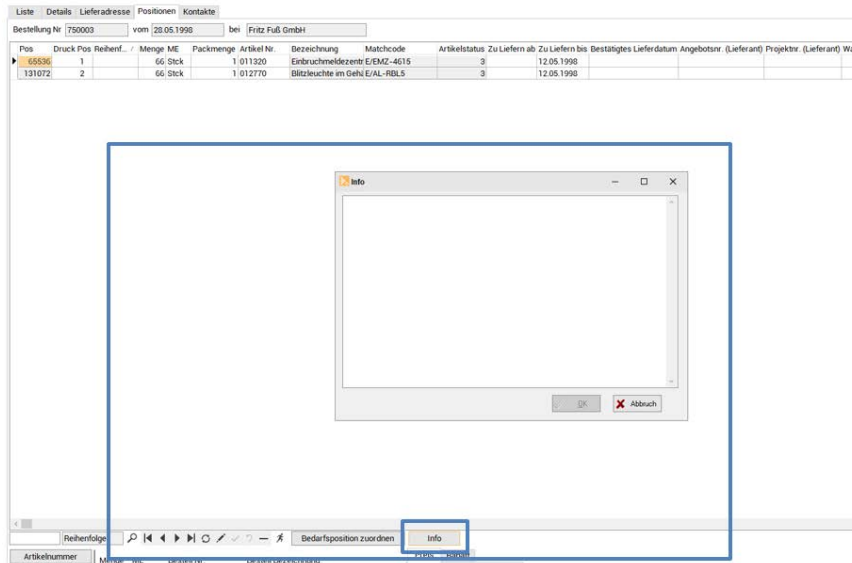 Liste Details Lieferadresse Positionen Kontakte
Bestellung Nr 750003 vom 28.05.1998 bei Fritz Fuß GmbH
Pos Druck Pos Reihenf... Menge ME Packmenge Artikel Nr. Bezeichnung Matchcode Artikelstatus Zu Liefern ab Zu Liefern bis Bestätigtes Lieferdatum Angebotsnr. (Lieferant) Projektnr. (Lieferant)
65536 1 66 Stck 1 011320 Einbruchmeldezentr E/EMZ-4615 3 12.05.1998
131072 2 66 Stck 1 012770 Blitzleuchte im Gehä E/AL-RBL5 3 12.05.1998
Info
OK Abbruch
Reihenfolge Bedarfsposition zuordnen Info
Artikelnummer